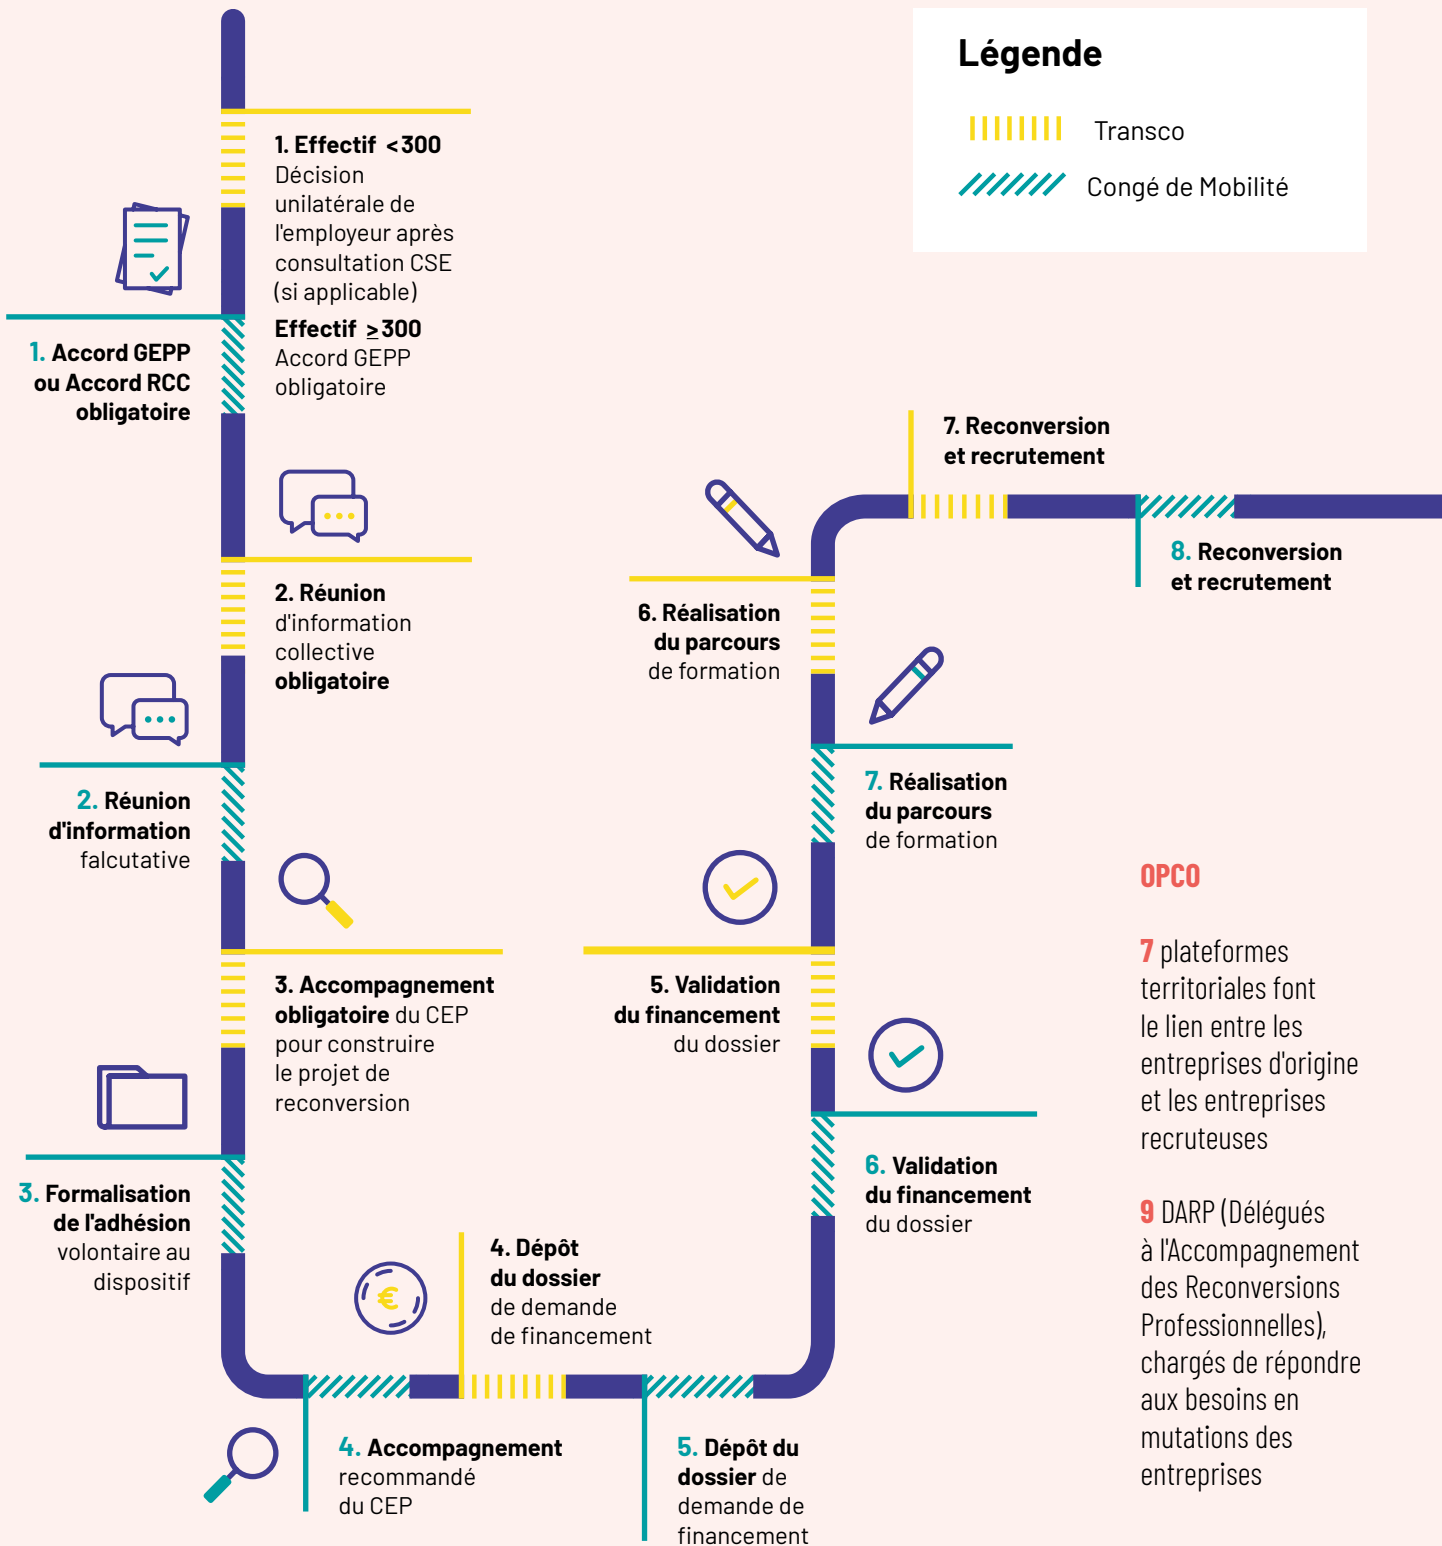 Légende
Transco
Congé de Mobilité
1. Effectif <300
Décision
unilatérale de
l'employeur après
consultation CSE
(si applicable)
Effectif ≥300
Accord GEPP
obligatoire
1. Accord GEPP
ou Accord RCC
obligatoire
2. Réunion
d'information
collective
obligatoire
2. Réunion
d'information
falcutative
3. Accompagnement
obligatoire du CEP
pour construire
le projet de
reconversion
3. Formalisation
de l'adhésion
volontaire au
dispositif
4. Dépôt
du dossier
de demande
de financement
€
4. Accompagnement
recommandé
du CEP
5. Dépôt du
dossier de
demande de
financement
5. Validation
du financement
du dossier
6. Validation
du financement
du dossier
6. Réalisation
du parcours
de formation
7. Réalisation
du parcours
de formation
7. Reconversion
et recrutement
8. Reconversion
et recrutement
OPCO
7 plateformes
territoriales font
le lien entre les
entreprises d'origine
et les entreprises
recruteuses
9 DARP (Délégués
à l'Accompagnement
des Reconversions
Professionnelles),
chargés de répondre
aux besoins en
mutations des
entreprises